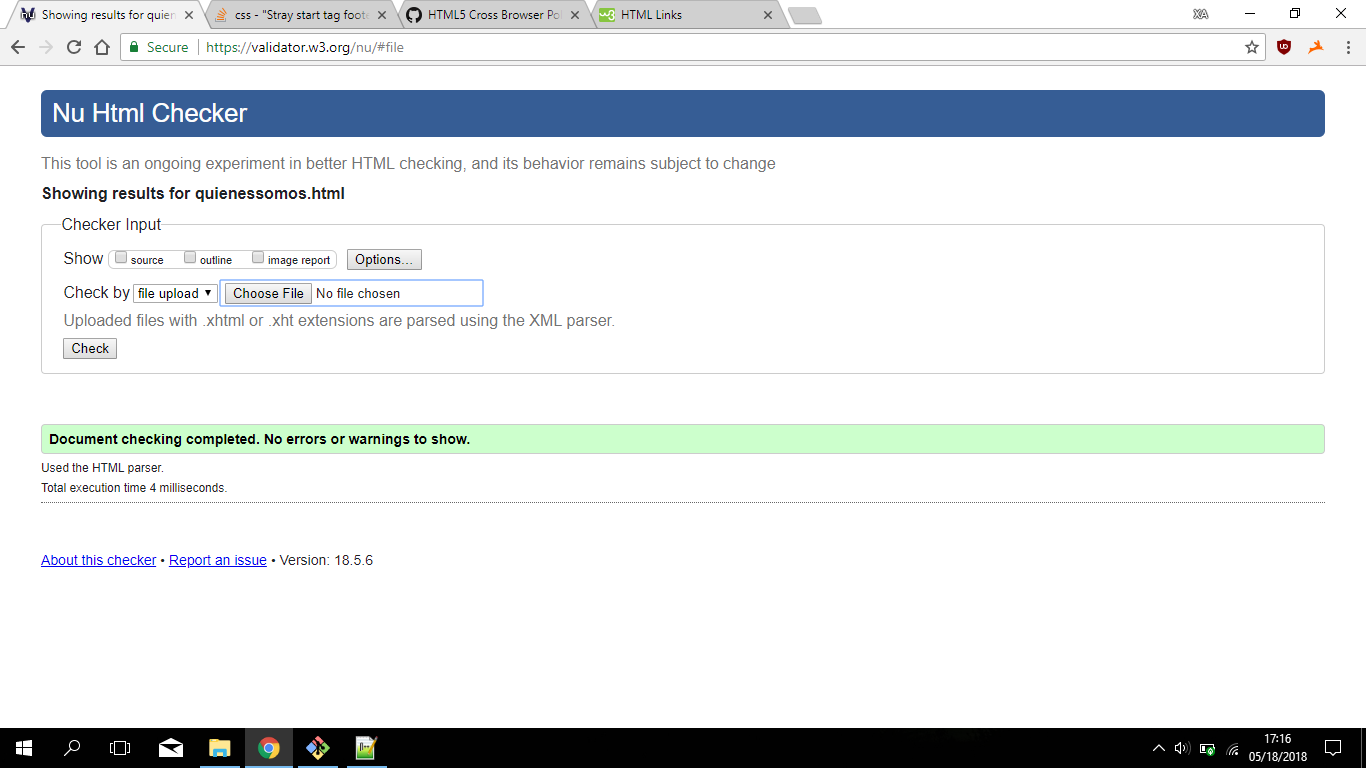 Showing results for quien
css - "Stray start tag foote
HTML5 Cross Browser Pol
HTML Links
XA
Secure
https://validator.w3.org/nu/#file
Nu Html Checker
This tool is an ongoing experiment in better HTML checking, and its behavior remains subject to change
Showing results for quienessomos.html
Checker Input
Show source outline image report Options...
Check by file upload Choose File No file chosen
Uploaded files with .xhtml or .xht extensions are parsed using the XML parser.
Check
Document checking completed. No errors or warnings to show.
Used the HTML parser.
Total execution time 4 milliseconds.
About this checker • Report an issue • Version: 18.5.6
17:16
05/18/2018